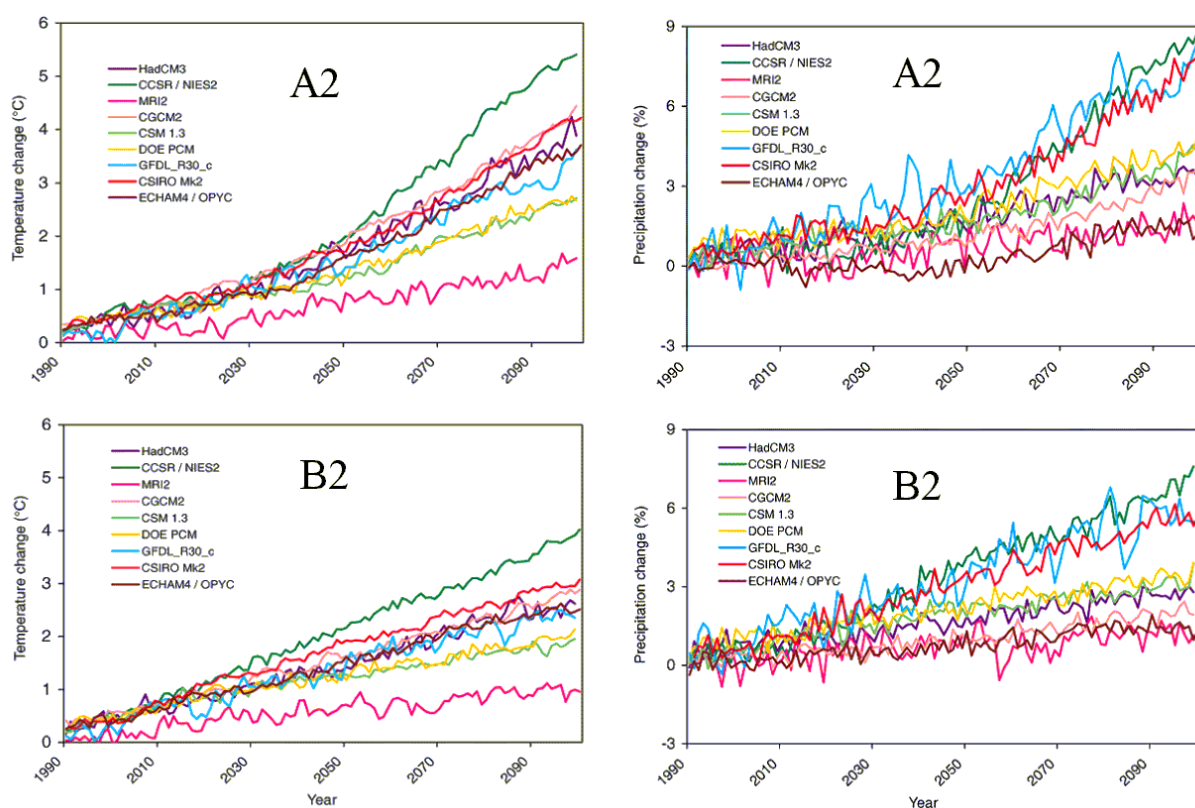 6
5
4
3
2
1
0
Temperature change (°C)
A2
HadCM3
CCSR / NIES2
MRI2
CGCM2
CSM 1.3
DOE PCM
GFDL_R30_c
CSIRO Mk2
ECHAM4 / OPYC
1990
2010
2030
2050
2070
2090
9
6
3
0
-3
Precipitation change (%)
A2
HadCM3
CCSR / NIES2
MRI2
CGCM2
CSM 1.3
DOE PCM
GFDL_R30_c
CSIRO Mk2
ECHAM4 / OPYC
1990
2010
2030
2050
2070
2090
6
5
4
3
2
1
0
Temperature change (°C)
B2
HadCM3
CCSR / NIES2
MRI2
CGCM2
CSM 1.3
DOE PCM
GFDL_R30_c
CSIRO Mk2
ECHAM4 / OPYC
1990
2010
2030
2050
2070
2090
Year
9
6
3
0
-3
Precipitation change (%)
B2
HadCM3
CCSR / NIES2
MRI2
CGCM2
CSM 1.3
DOE PCM
GFDL_R30_c
CSIRO Mk2
ECHAM4 / OPYC
1990
2010
2030
2050
2070
2090
Year